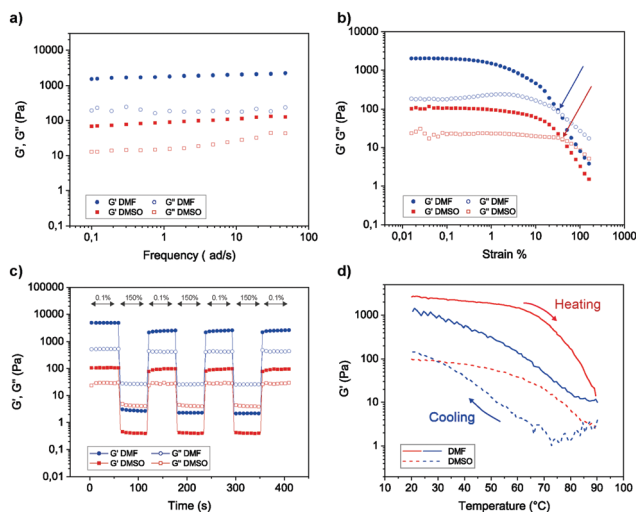 a)
10000
1000
100
10
1
0,1
G', G'' (Pa)
G' DMF
G'' DMF
G' DMSO
G'' DMSO
0,1
1
10
100
Frequency ( ad/s)
b)
10000
1000
100
10
1
0,1
G' G'' (Pa)
G' DMF
G'' DMF
G' DMSO
G'' DMSO
0,01
0,1
1
10
100
1000
Strain %
c)
0.1%
150%
0.1%
150%
0.1%
150%
0.1%
100000
10000
1000
100
10
1
0,1
0,01
G', G'' (Pa)
G' DMF
G'' DMF
G' DMSO
G'' DMSO
0
100
200
300
400
Time (s)
d)
1000
100
10
1
G' (Pa)
Heating
Cooling
DMF
DMSO
10
20
30
40
50
60
70
80
90
100
Temperature (°C)